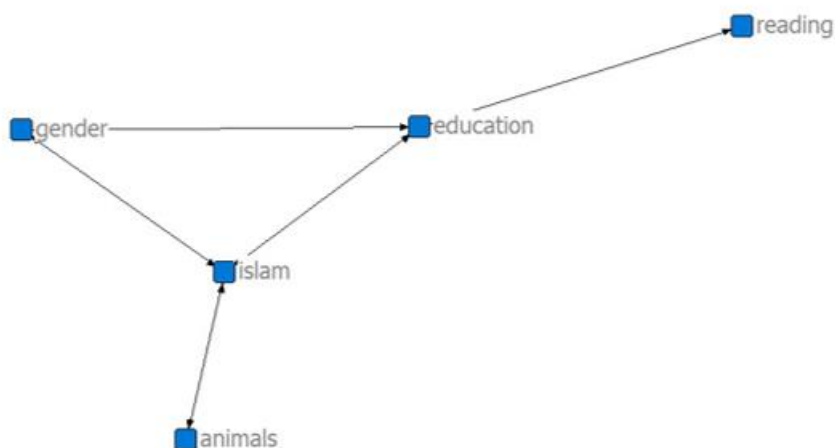 reading
gender
education
islam
animals